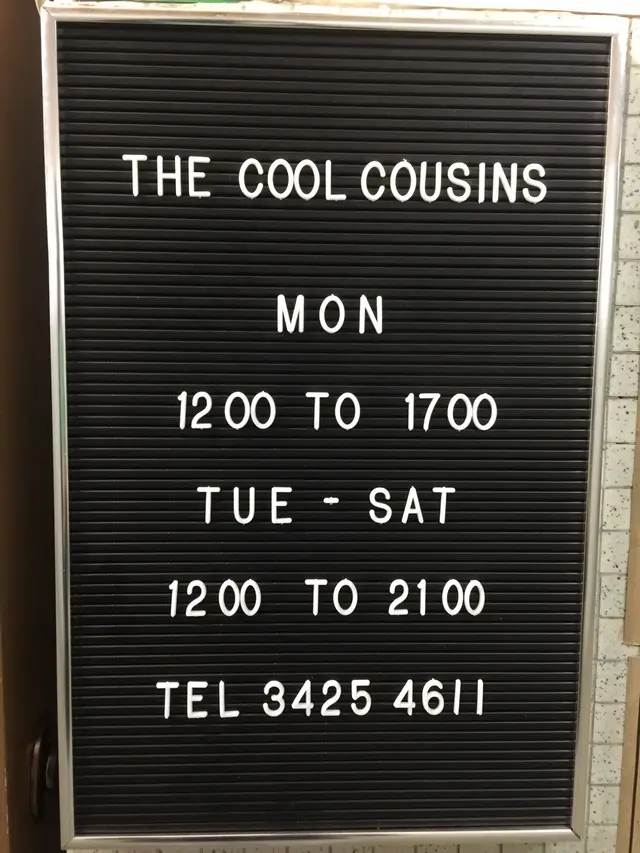 THE COOL COUSINS
MON
1200 TO 1700
TUE - SAT
1200 TO 2100
TEL 3425 4611